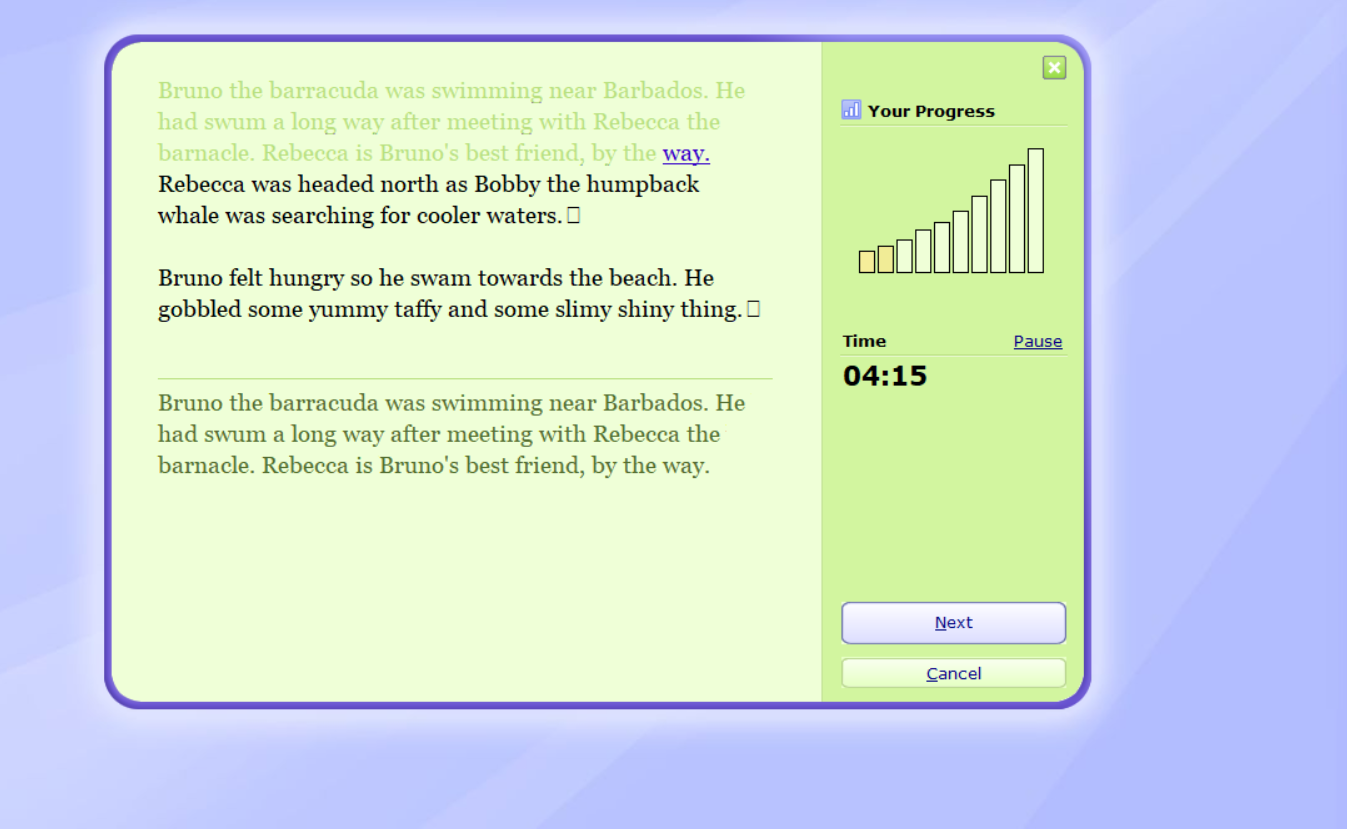 Bruno the barracuda was swimming near Barbados. He
had swum a long way after meeting with Rebecca the
barnacle. Rebecca is Bruno's best friend, by the way.
Rebecca was headed north as Bobby the humpback
whale was searching for cooler waters.
Bruno felt hungry so he swam towards the beach. He
gobbled some yummy taffy and some slimy shiny thing.
Bruno the barracuda was swimming near Barbados. He
had swum a long way after meeting with Rebecca the
barnacle. Rebecca is Bruno's best friend, by the way.
Your Progress
Time Pause
04:15
Next
Cancel